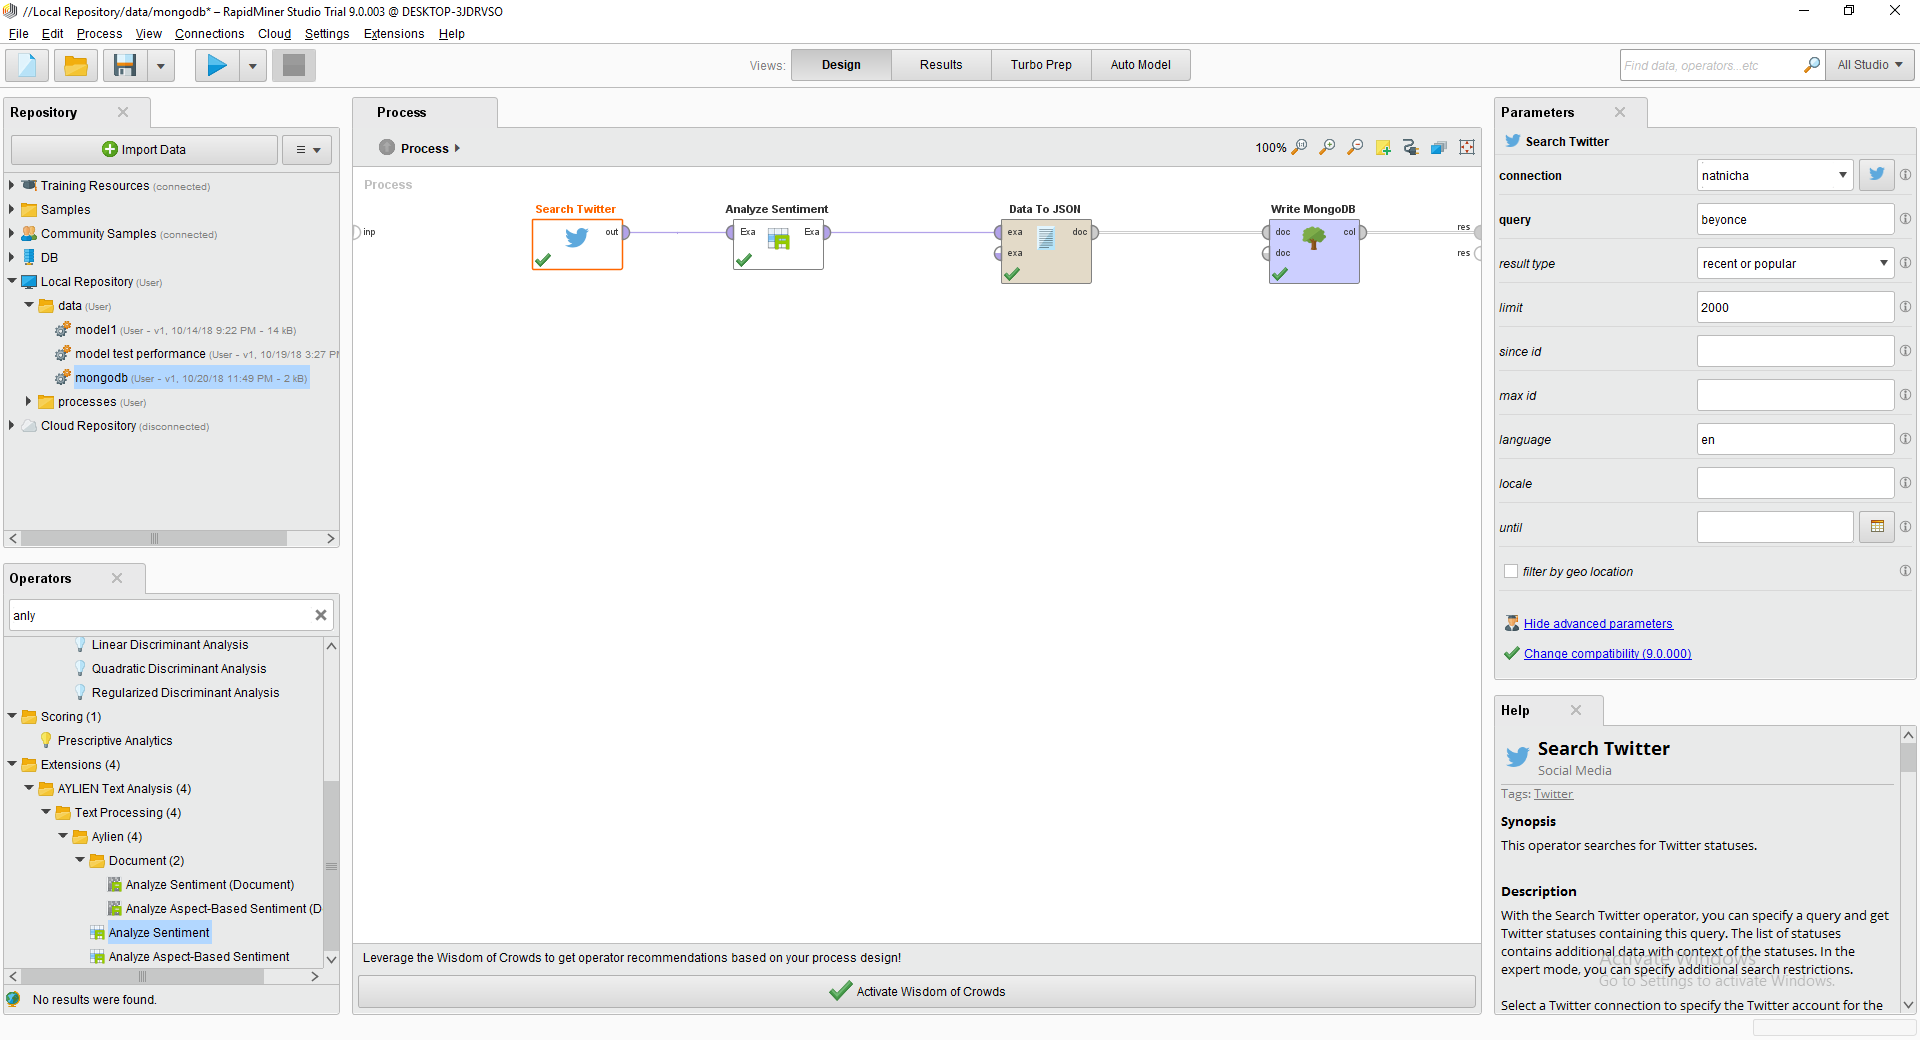 //Local Repository/data/mongodb* – RapidMiner Studio Trial 9.0.003 @ DESKTOP-3JDRVSO
File Edit Process View Connections Cloud Settings Extensions Help
Views: Design Results Turbo Prep Auto Model
Find data, operators...etc All Studio
Repository
Import Data
Training Resources (connected)
Samples
Community Samples (connected)
DB
Local Repository (User)
data (User)
model1 (User - v1, 10/14/18 9:22 PM - 14 kB)
model test performance (User - v1, 10/19/18 3:27 PM
mongodb (User - v1, 10/20/18 11:49 PM - 2 kB)
processes (User)
Cloud Repository (disconnected)
Operators
anly
Linear Discriminant Analysis
Quadratic Discriminant Analysis
Regularized Discriminant Analysis
Scoring (1)
Prescriptive Analytics
Extensions (4)
AYLIEN Text Analysis (4)
Text Processing (4)
Aylien (4)
Document (2)
Analyze Sentiment (Document)
Analyze Aspect-Based Sentiment (D
Analyze Sentiment
Analyze Aspect-Based Sentiment
No results were found.
Process
Process
100%
Process
inp
Search Twitter
out
Analyze Sentiment
Exa Exa
Data To JSON
exa doc
exa
Write MongoDB
doc col
doc
res
res
Leverage the Wisdom of Crowds to get operator recommendations based on your process design!
Activate Wisdom of Crowds
Parameters
Search Twitter
connection natnicha
query beyonce
result type recent or popular
limit 2000
since id
max id
language en
locale
until
filter by geo location
Hide advanced parameters
Change compatibility (9.0.000)
Help
Search Twitter
Social Media
Tags: Twitter
Synopsis
This operator searches for Twitter statuses.
Description
With the Search Twitter operator, you can specify a query and get
Twitter statuses containing this query. The list of statuses
contains additional data with context of the statuses. In the
expert mode, you can specify additional search restrictions.
Select a Twitter connection to specify the Twitter account for the
Activate Windows
Go to Settings to activate Windows.